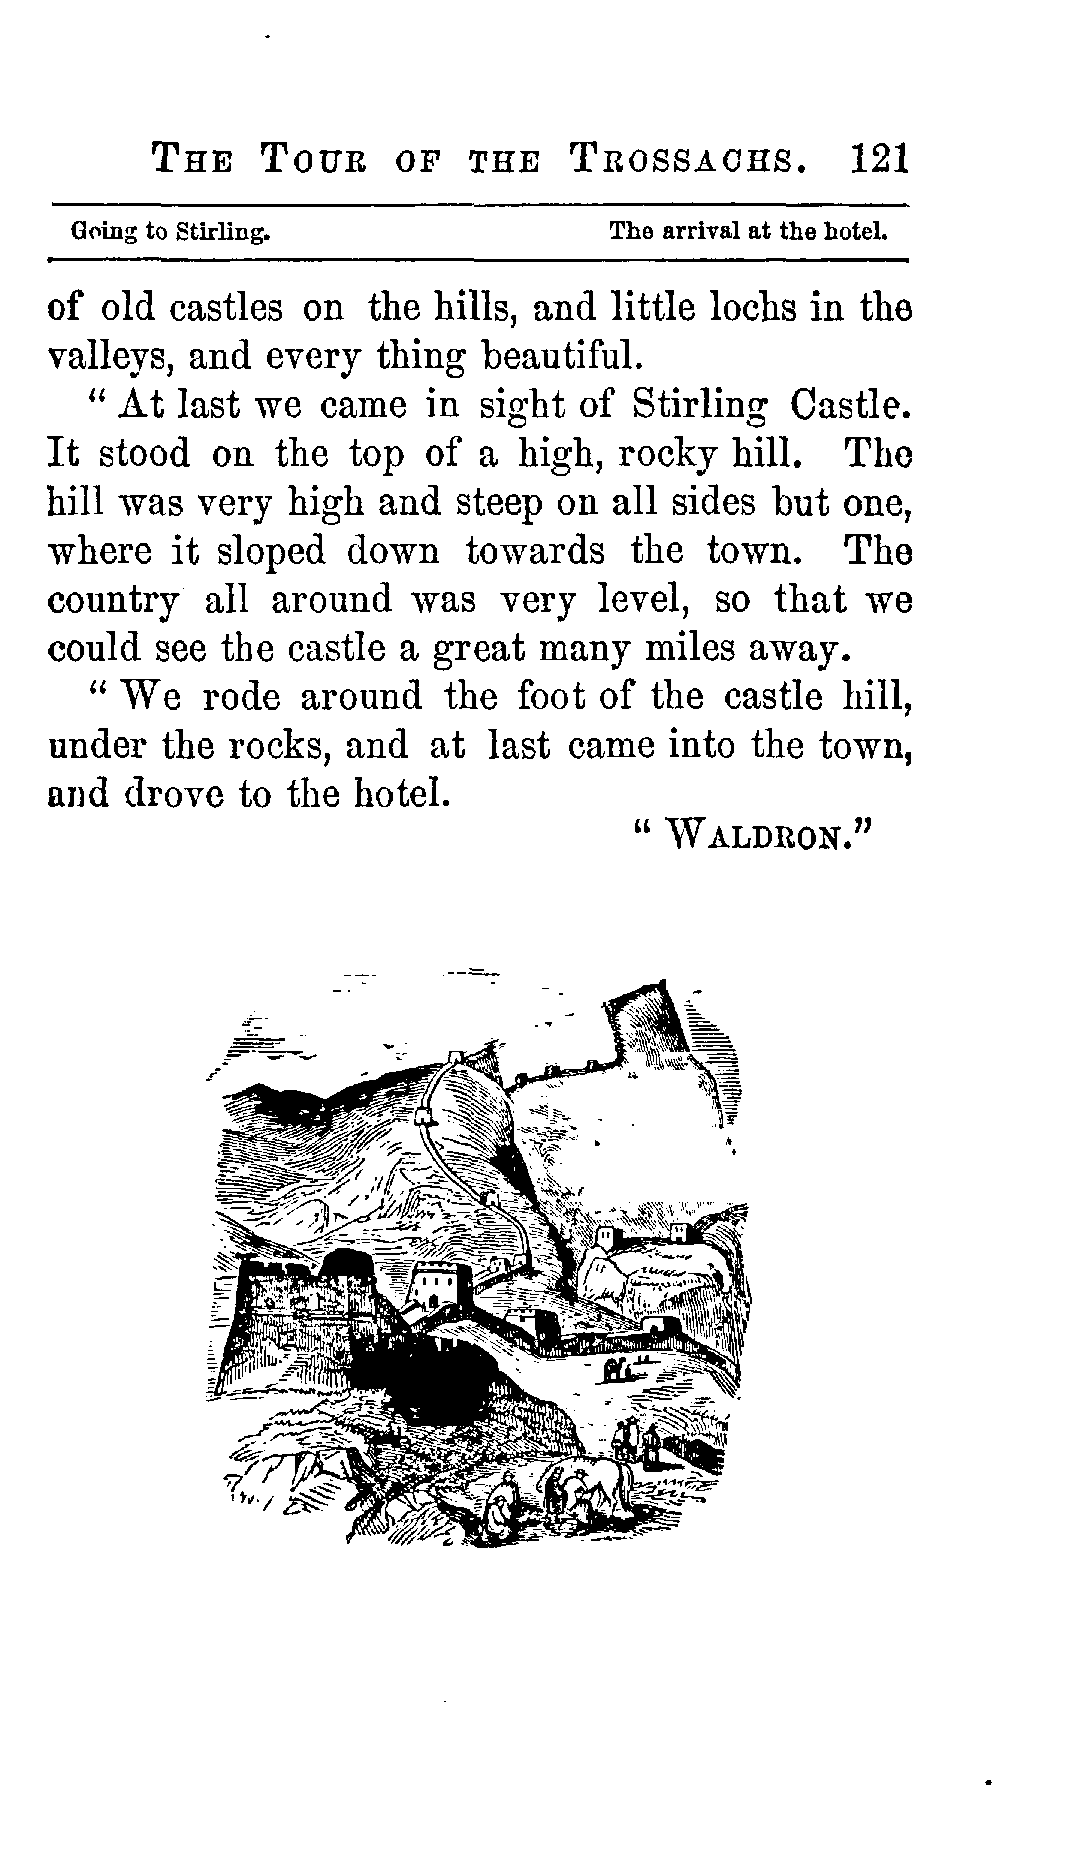 THE TOUR OF THE TROSSACHS. 121
Going to Stirling. The arrival at the hotel.
of old castles on the hills, and little lochs in the
valleys, and every thing beautiful.
“ At last we came in sight of Stirling Castle.
It stood on the top of a high, rocky hill. The
hill was very high and steep on all sides but one,
where it sloped down towards the town. The
country all around was very level, so that we
could see the castle a great many miles away.
“ We rode around the foot of the castle hill,
under the rocks, and at last came into the town,
and drove to the hotel.
“ WALDRON.”